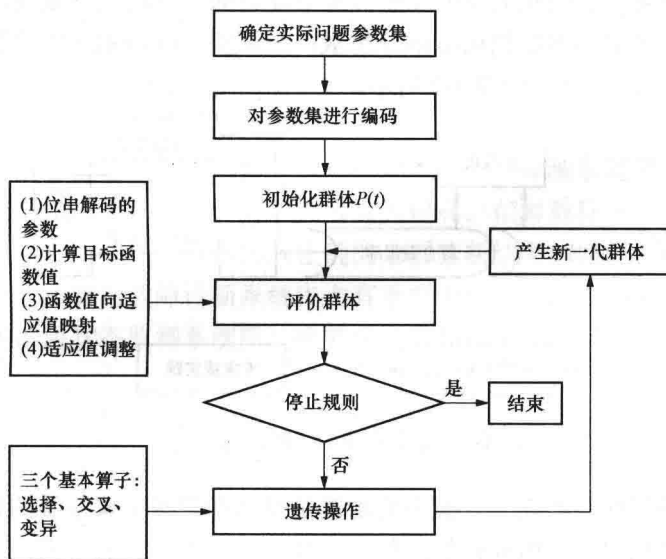 确定实际问题参数集
对参数集进行编码
初始化群体P(t)
(1)位串解码的
参数
(2)计算目标函
数值
(3)函数值向适
应值映射
(4)适应值调整
产生新一代群体
评价群体
停止规则
是
结束
否
三个基本算子：
选择、交叉、
变异
遗传操作